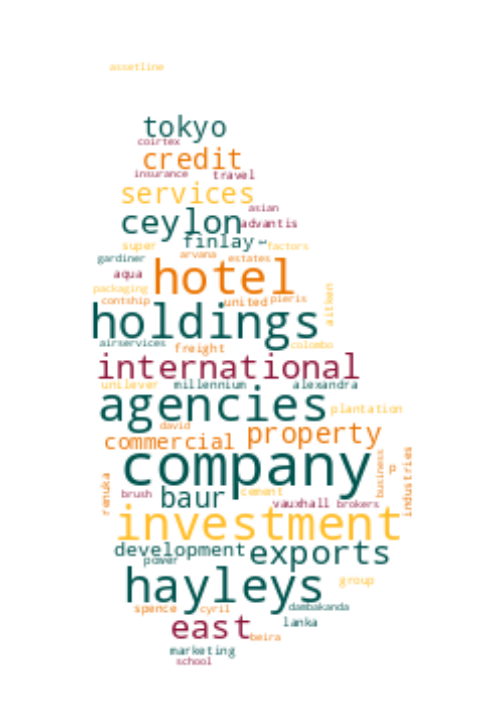 assetline
tokyo
coirtex
credit
insurance travel
services
asian
ceylon advantis
finlay
super factors
arvana
gardiner estates
hotel
aqua
packaging
contship united pieris
aitken
holdings
airservices colombo
freight
international
unilever millennium alexandra
agencies plantation
david
commercial property
company
business
p
industries
renuka
brush baur cement
vauxhall brokers
investment
development exports
power
hayleys group
spence cyril dambakanda
east lanka
beira
marketing
school